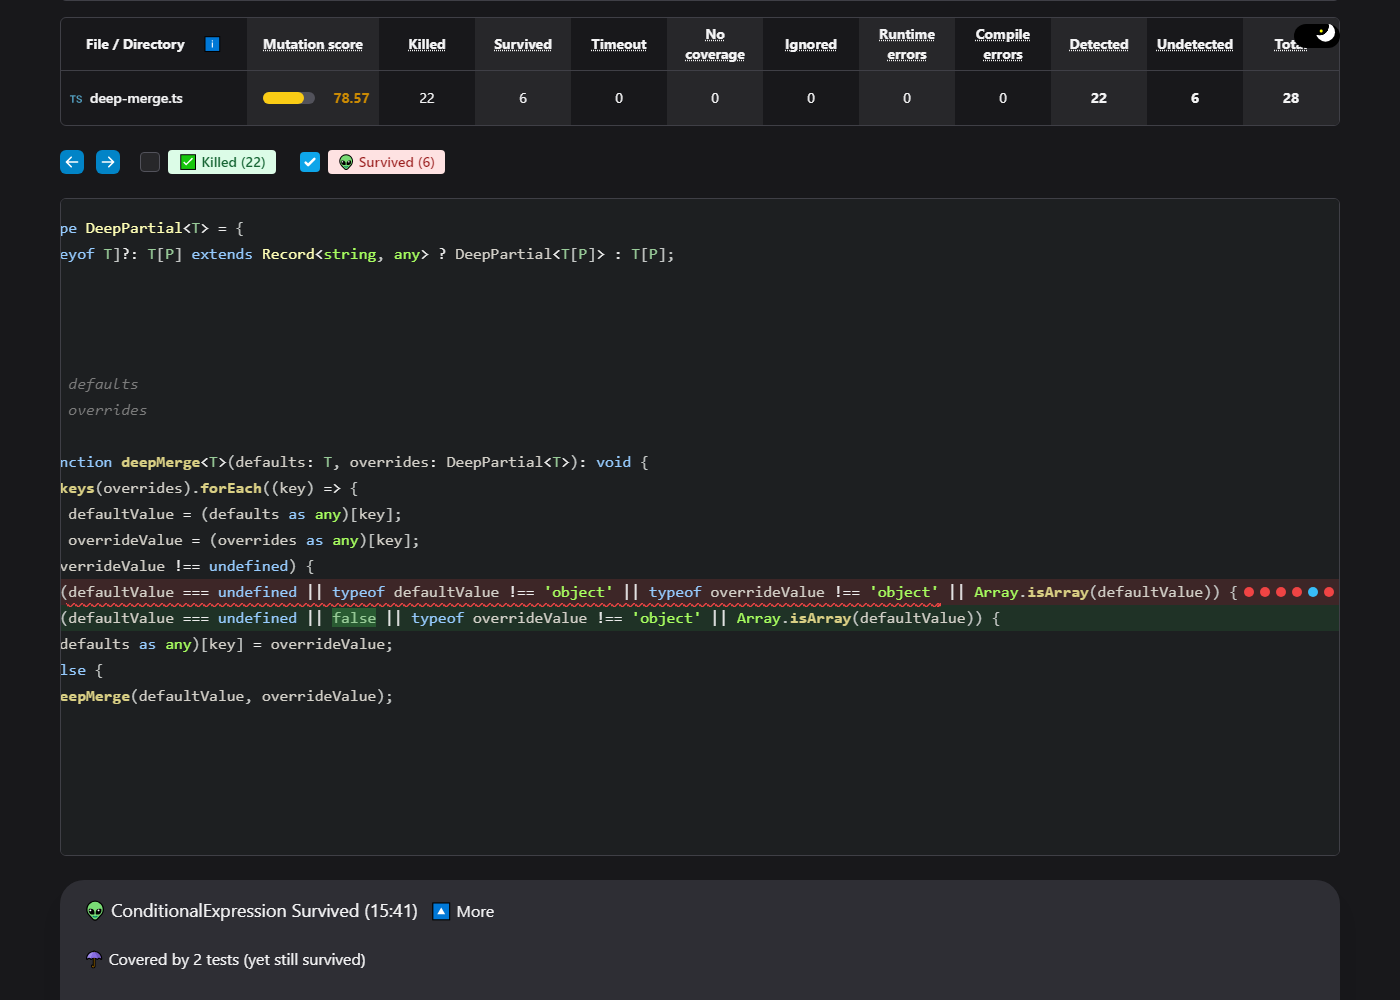 File / Directory Mutation score Killed Survived Timeout No coverage Ignored Runtime errors Compile errors Detected Undetected
TS deep-merge.ts 78.57 22 6 0 0 0 0 0 22 6 28
Killed (22) Survived (6)
pe DeepPartial<T> = {
eyof T]?: T[P] extends Record<string, any> ? DeepPartial<T[P]> : T[P];
defaults
overrides
nction deepMerge<T>(defaults: T, overrides: DeepPartial<T>): void {
keys(overrides).forEach((key) => {
defaultValue = (defaults as any)[key];
overrideValue = (overrides as any)[key];
verrideValue !== undefined) {
(defaultValue === undefined || typeof defaultValue !== 'object' || typeof overrideValue !== 'object' || Array.isArray(defaultValue)) {
(defaultValue === undefined || false || typeof overrideValue !== 'object' || Array.isArray(defaultValue)) {
defaults as any)[key] = overrideValue;
lse {
eepMerge(defaultValue, overrideValue);
ConditionalExpression Survived (15:41) More
Covered by 2 tests (yet still survived)